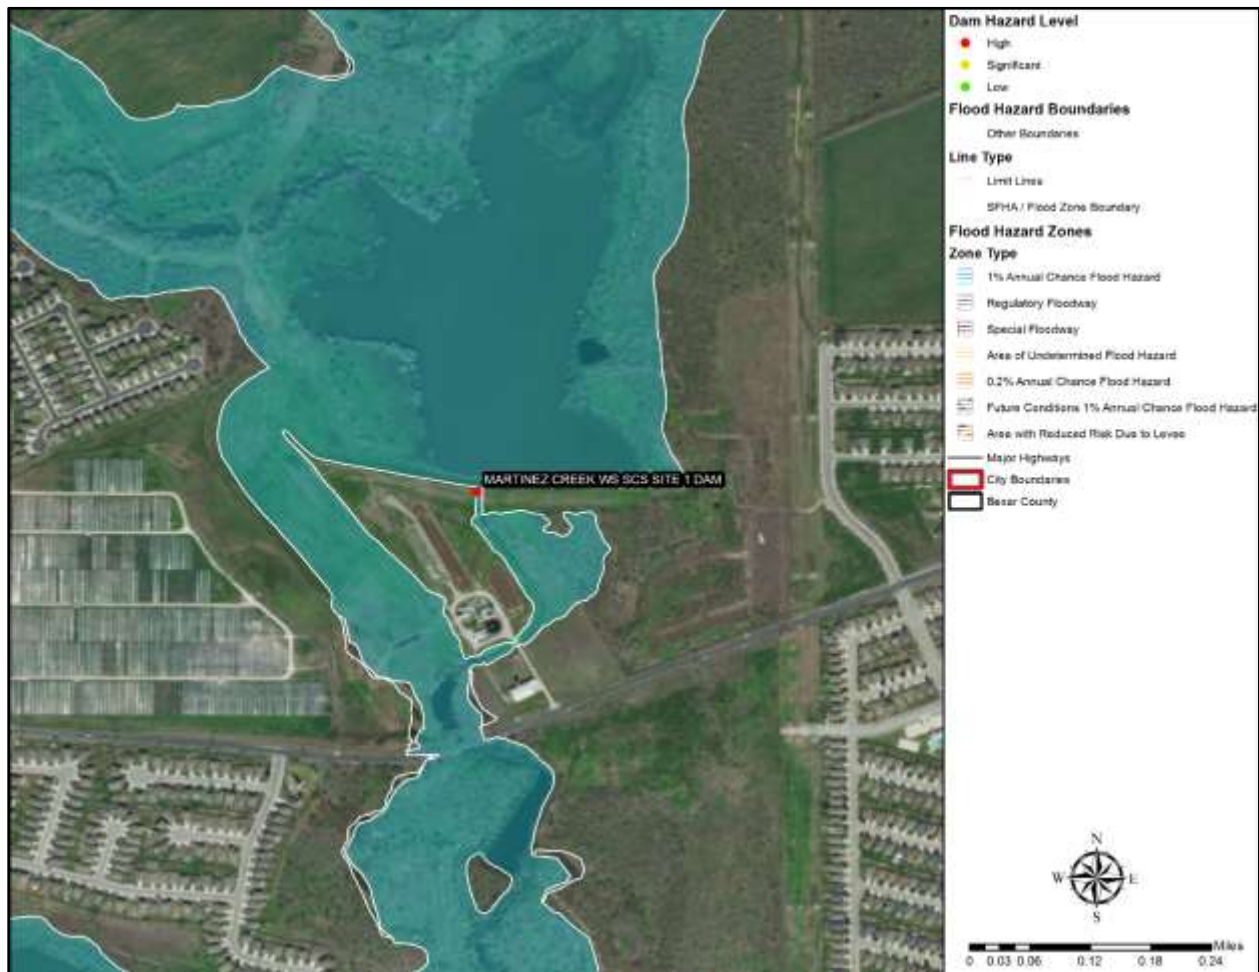 MARTINEZ CREEK WS SCS SITE 1 DAM
Dam Hazard Level
High
Significant
Low
Flood Hazard Boundaries
Other Boundaries
Line Type
Limit Lines
SFHA / Flood Zone Boundary
Flood Hazard Zones
Zone Type
1% Annual Chance Flood Hazard
Regulatory Floodway
Special Floodway
Area of Undetermined Flood Hazard
0.2% Annual Chance Flood Hazard
Future Conditions 1% Annual Chance Flood Hazard
Area with Reduced Risk Due to Levee
Major Highways
City Boundaries
Bexar County
N
W E
S
Miles
0 0.03 0.06 0.12 0.18 0.24